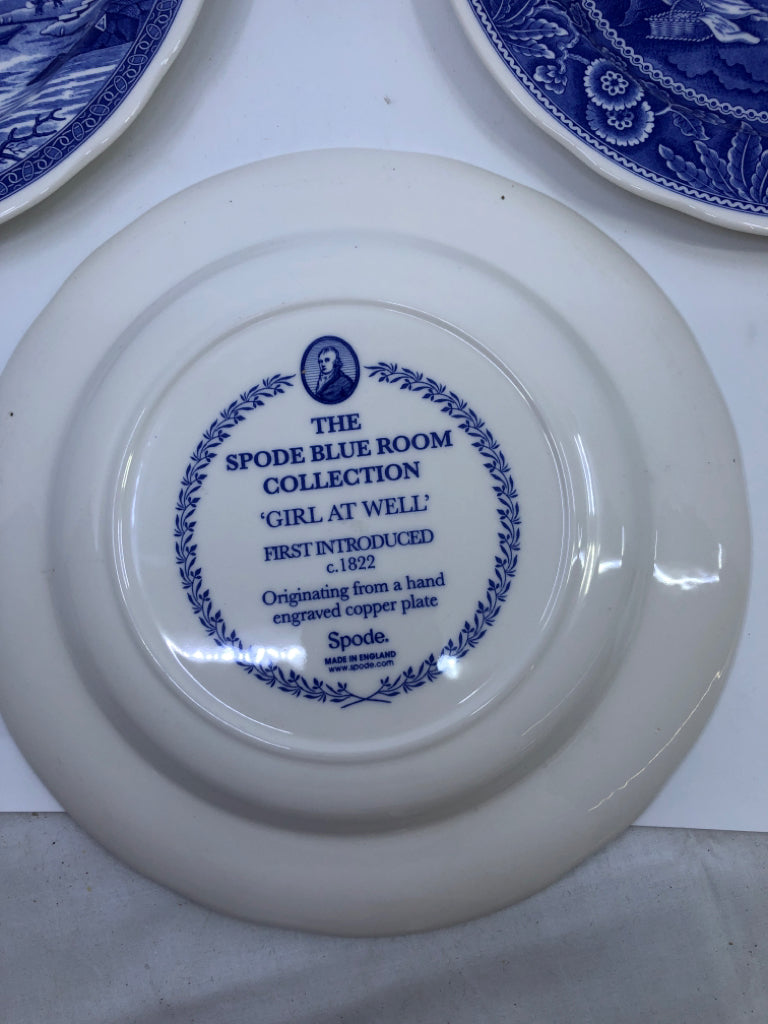 THE
SPODE BLUE ROOM
COLLECTION
‘GIRL AT WELL’
FIRST INTRODUCED
c.1822
Originating from a hand
engraved copper plate
Spode.
MADE IN ENGLAND
www.spode.com